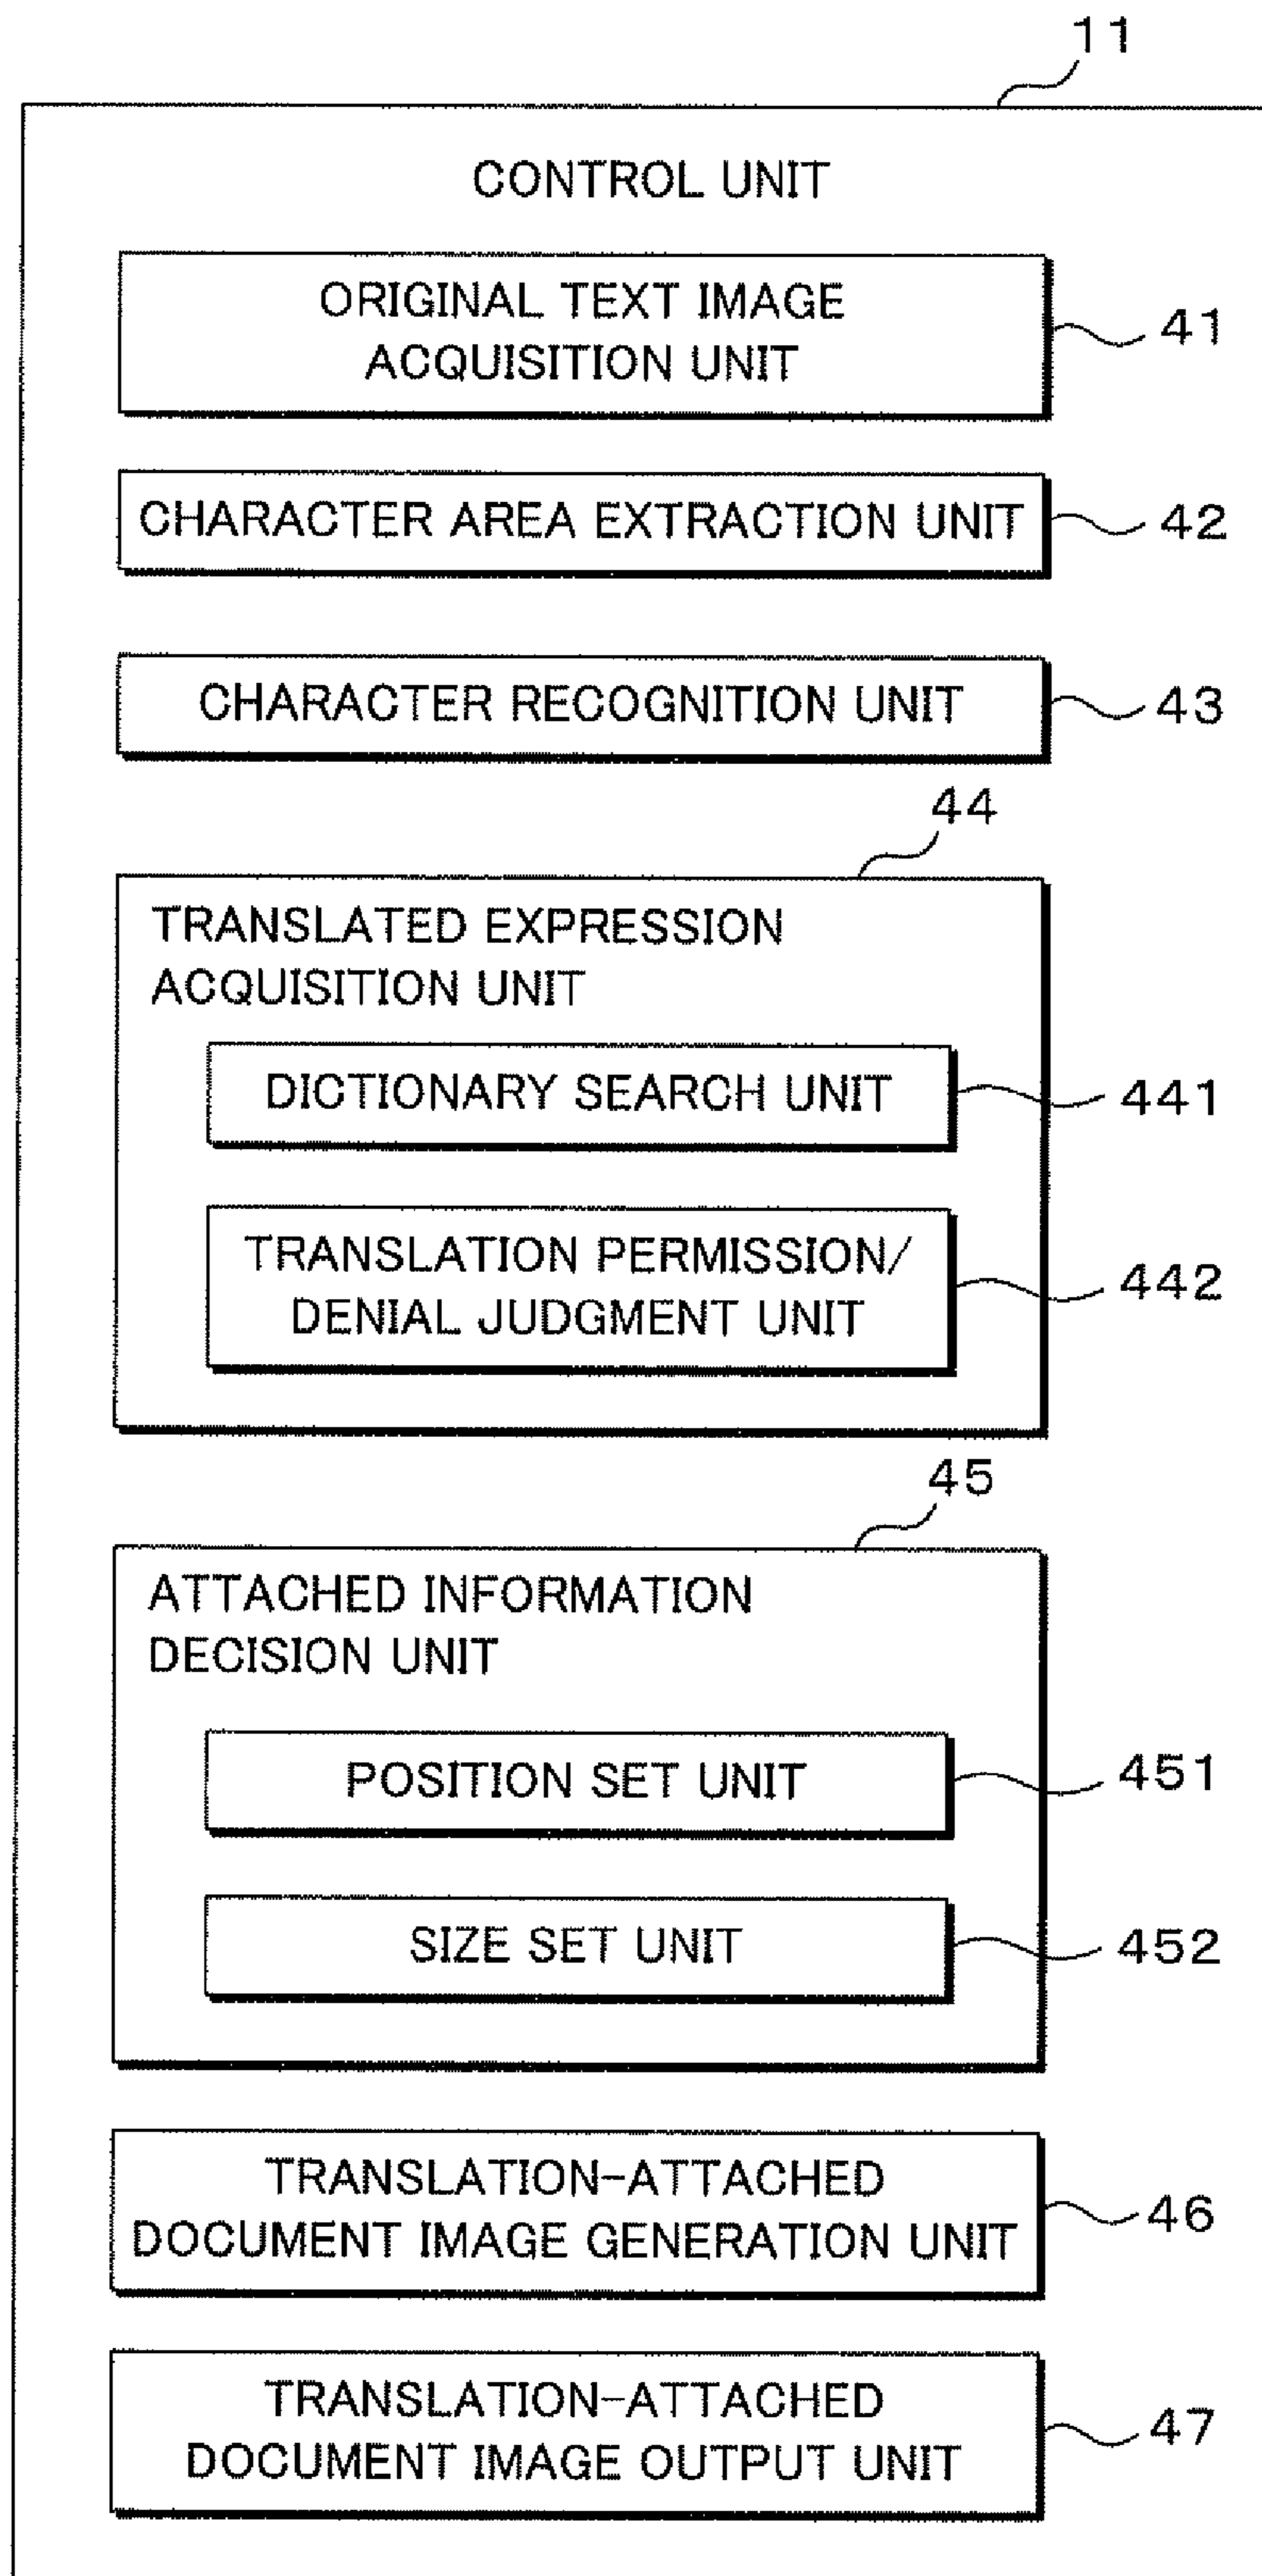 11
CONTROL UNIT
ORIGINAL TEXT IMAGE
ACQUISITION UNIT
41
CHARACTER AREA EXTRACTION UNIT
42
CHARACTER RECOGNITION UNIT
43
44
TRANSLATED EXPRESSION
ACQUISITION UNIT
DICTIONARY SEARCH UNIT
441
TRANSLATION PERMISSION/
DENIAL JUDGMENT UNIT
442
45
ATTACHED INFORMATION
DECISION UNIT
POSITION SET UNIT
451
SIZE SET UNIT
452
TRANSLATION-ATTACHED
DOCUMENT IMAGE GENERATION UNIT
46
TRANSLATION-ATTACHED
DOCUMENT IMAGE OUTPUT UNIT
47